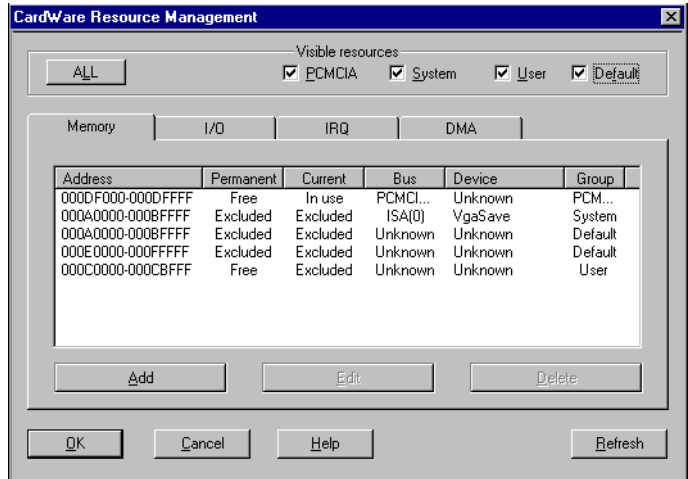 CardWare Resource Management
Visible resources
ALL PCMCIA System User Default
Memory I/O IRQ DMA
Address Permanent Current Bus Device Group
000DF000-000DFFFF Free In use PCMCI... Unknown PCM...
000A0000-000BFFFF Excluded Excluded ISA(0) VgaSave System
000A0000-000BFFFF Excluded Excluded Unknown Unknown Default
000E0000-000FFFFF Excluded Excluded Unknown Unknown Default
000C0000-000CBFFF Free Excluded Unknown Unknown User
Add Edit Delete
OK Cancel Help Refresh